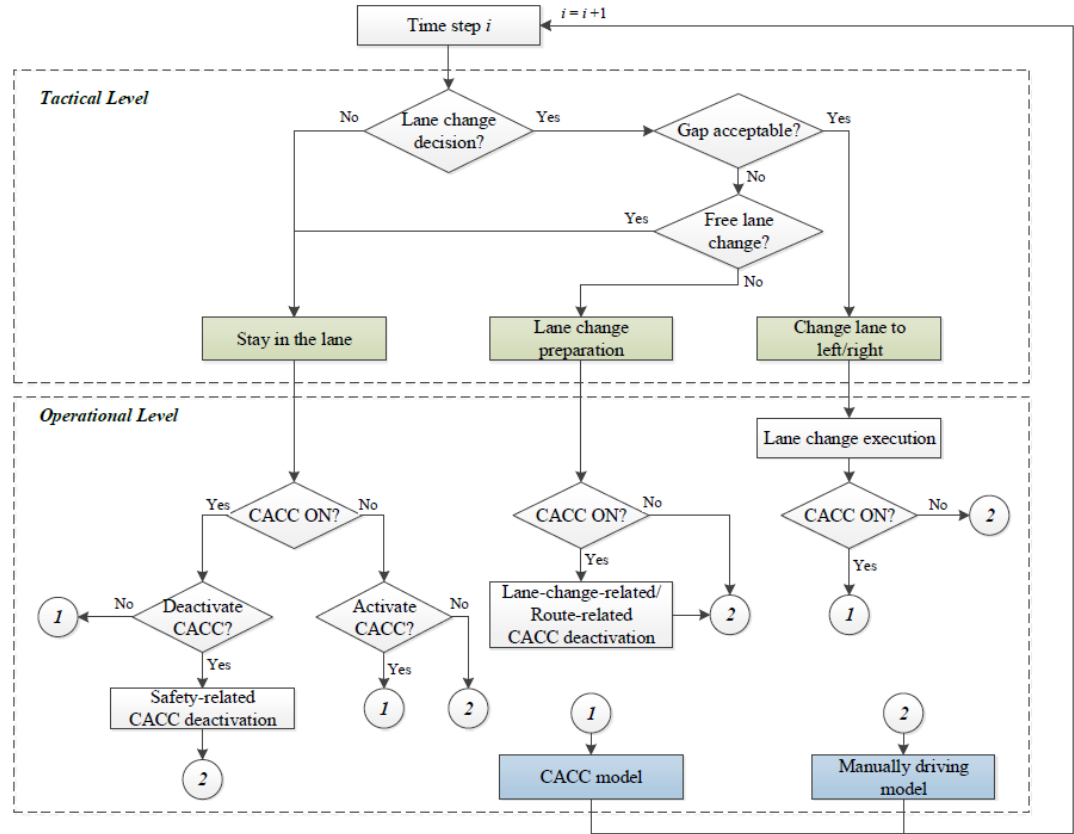 Time step i
i = i +1
Tactical Level
No
Lane change
decision?
Yes
Gap acceptable?
Yes
No
Yes
Free lane
change?
No
Stay in the lane
Lane change
preparation
Change lane to
left/right
Operational Level
Lane change execution
Yes
CACC ON?
No
CACC ON?
No
CACC ON?
No
2
Yes
Yes
1
No
Deactivate
CACC?
Activate
CACC?
No
Lane-change-related/
Route-related
CACC deactivation
2
1
Yes
Yes
Safety-related
CACC deactivation
1
2
1
2
2
CACC model
Manually driving
model